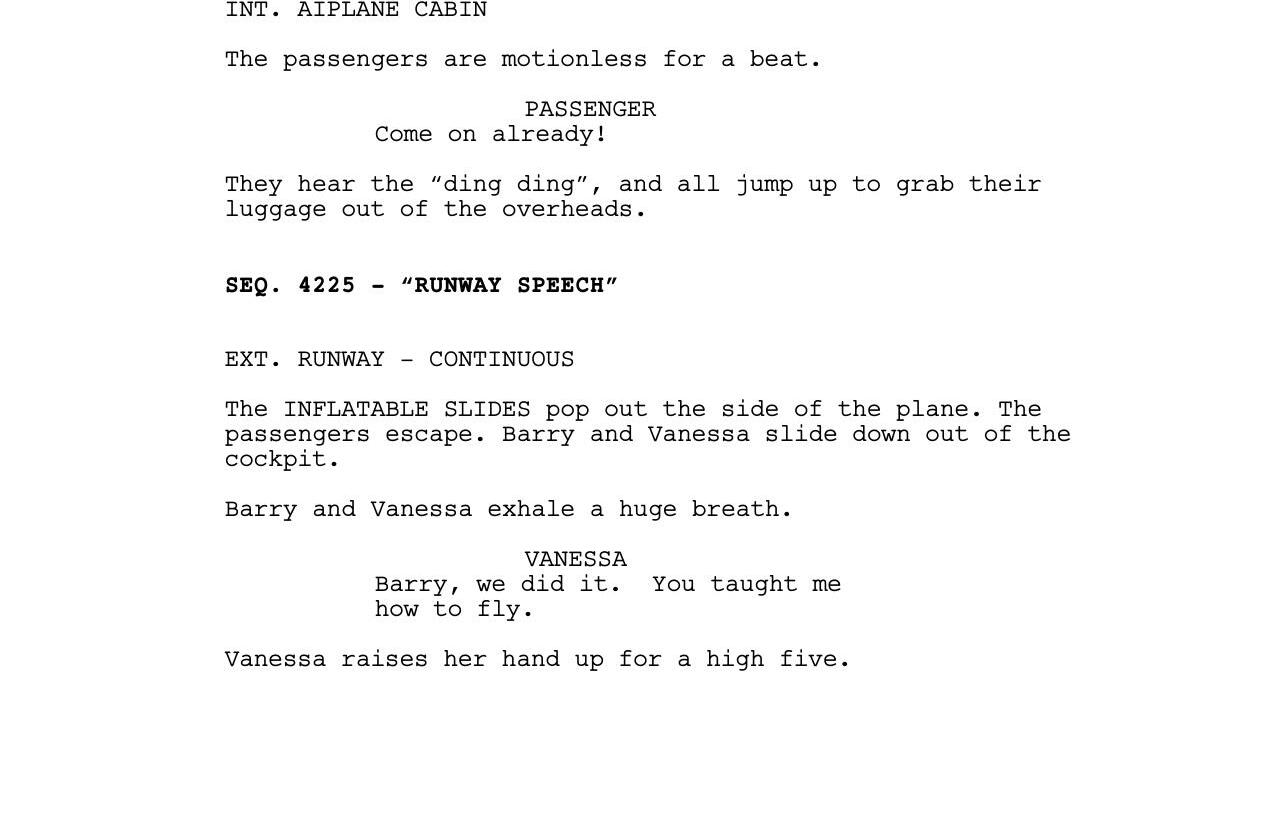 INT. AIPLANE CABIN
The passengers are motionless for a beat.
PASSENGER
Come on already!
They hear the “ding ding”, and all jump up to grab their
luggage out of the overheads.
SEQ. 4225 – “RUNWAY SPEECH”
EXT. RUNWAY – CONTINUOUS
The INFLATABLE SLIDES pop out the side of the plane. The
passengers escape. Barry and Vanessa slide down out of the
cockpit.
Barry and Vanessa exhale a huge breath.
VANESSA
Barry, we did it.  You taught me
how to fly.
Vanessa raises her hand up for a high five.